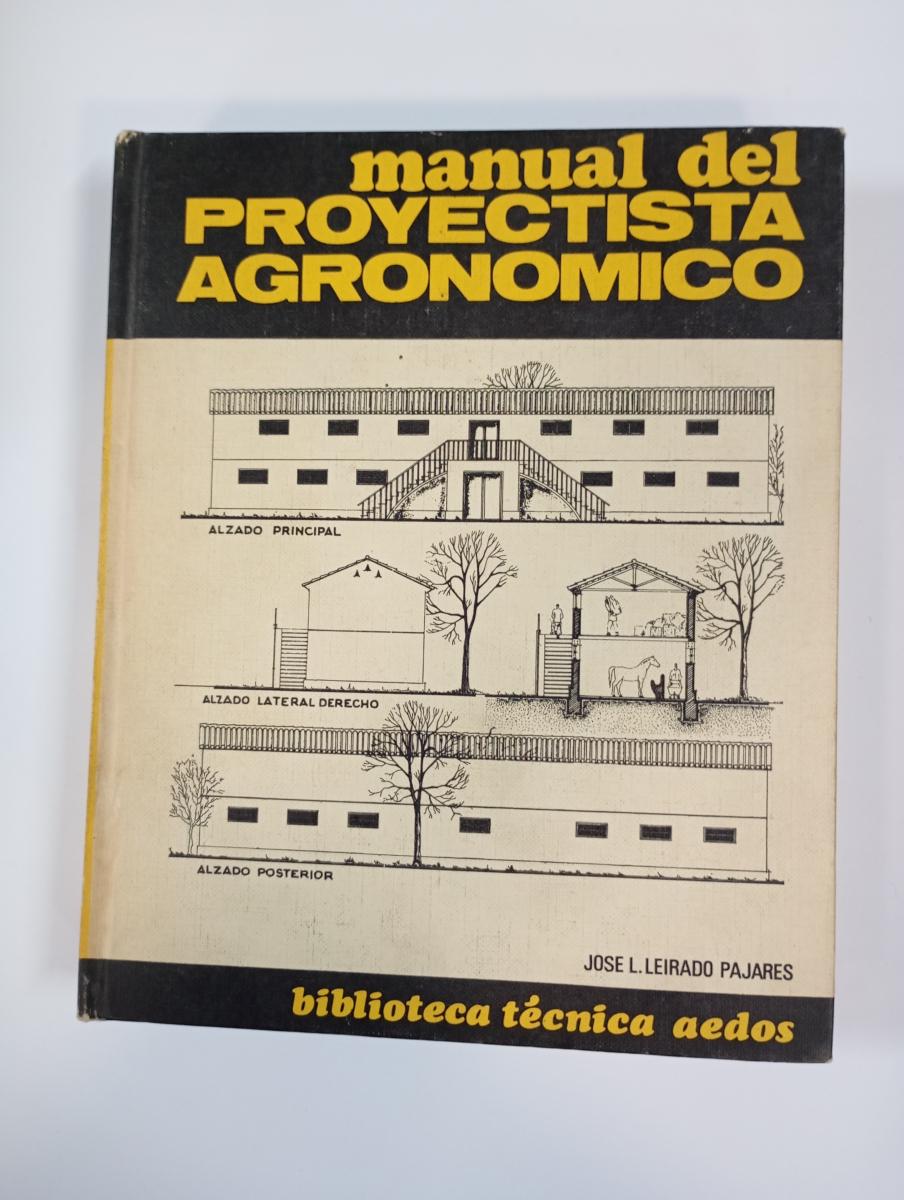 manual del
PROYECTISTA
AGRONOMICO
ALZADO PRINCIPAL
ALZADO LATERAL DERECHO
ALZADO POSTERIOR
JOSE L. LEIRADO PAJARES
biblioteca técnica aedos